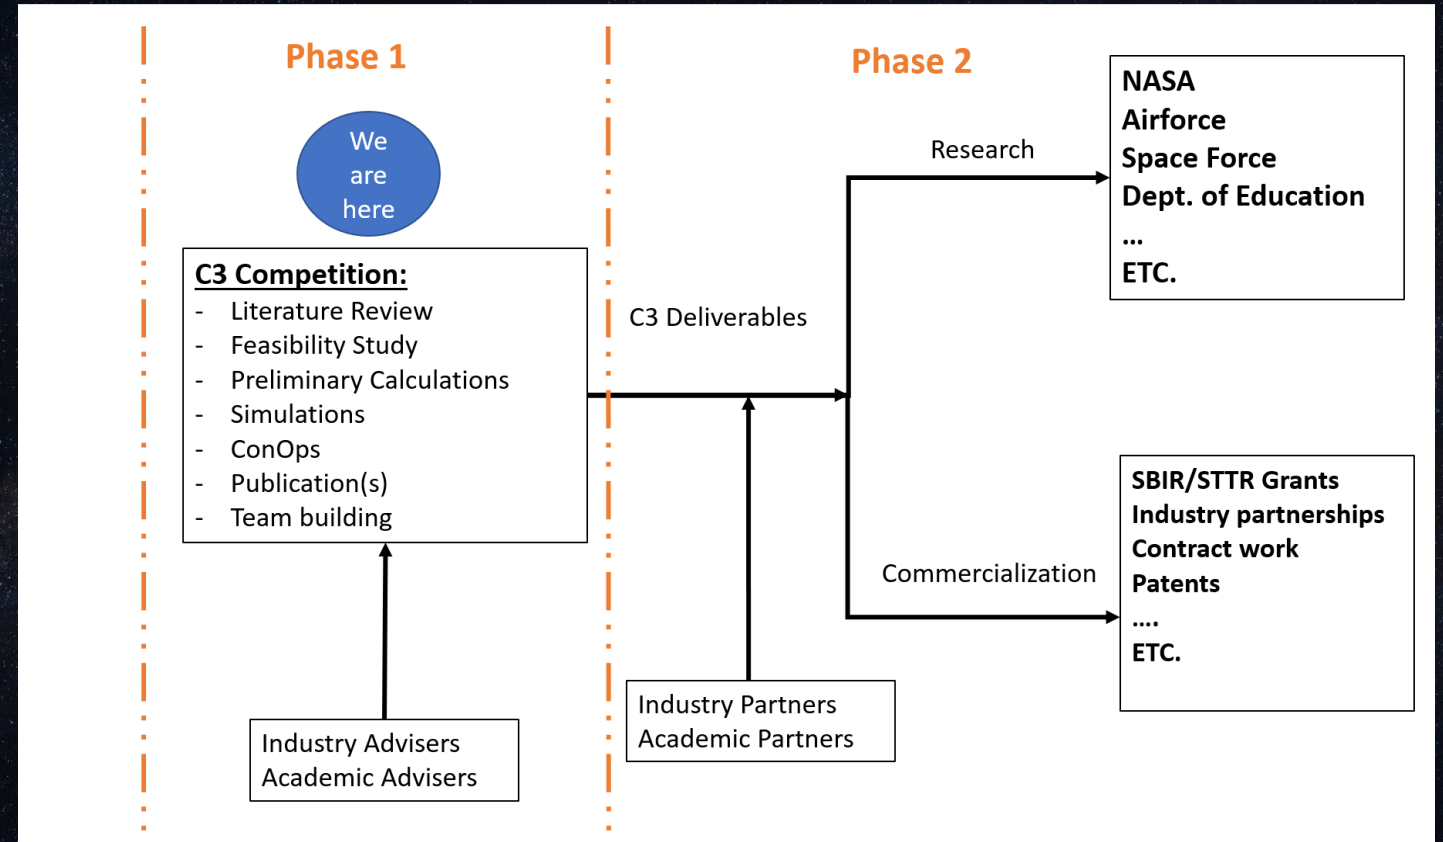 Phase 1
We
are
here
C3 Competition:
- Literature Review
- Feasibility Study
- Preliminary Calculations
- Simulations
- ConOps
- Publication(s)
- Team building
Industry Advisers
Academic Advisers
Phase 2
C3 Deliverables
Industry Partners
Academic Partners
Research
NASA
Airforce
Space Force
Dept. of Education
...
ETC.
Commercialization
SBIR/STTR Grants
Industry partnerships
Contract work
Patents
....
ETC.